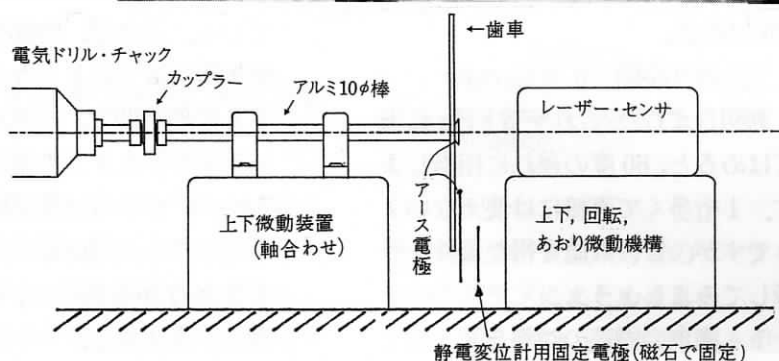 電気ドリル・チャック
カップラー
アルミ10φ棒
←歯車
レーザー・センサ
アース電極
上下微動装置
(軸合わせ)
上下, 回転,
あおり微動機構
静電変位計用固定電極(磁石で固定)